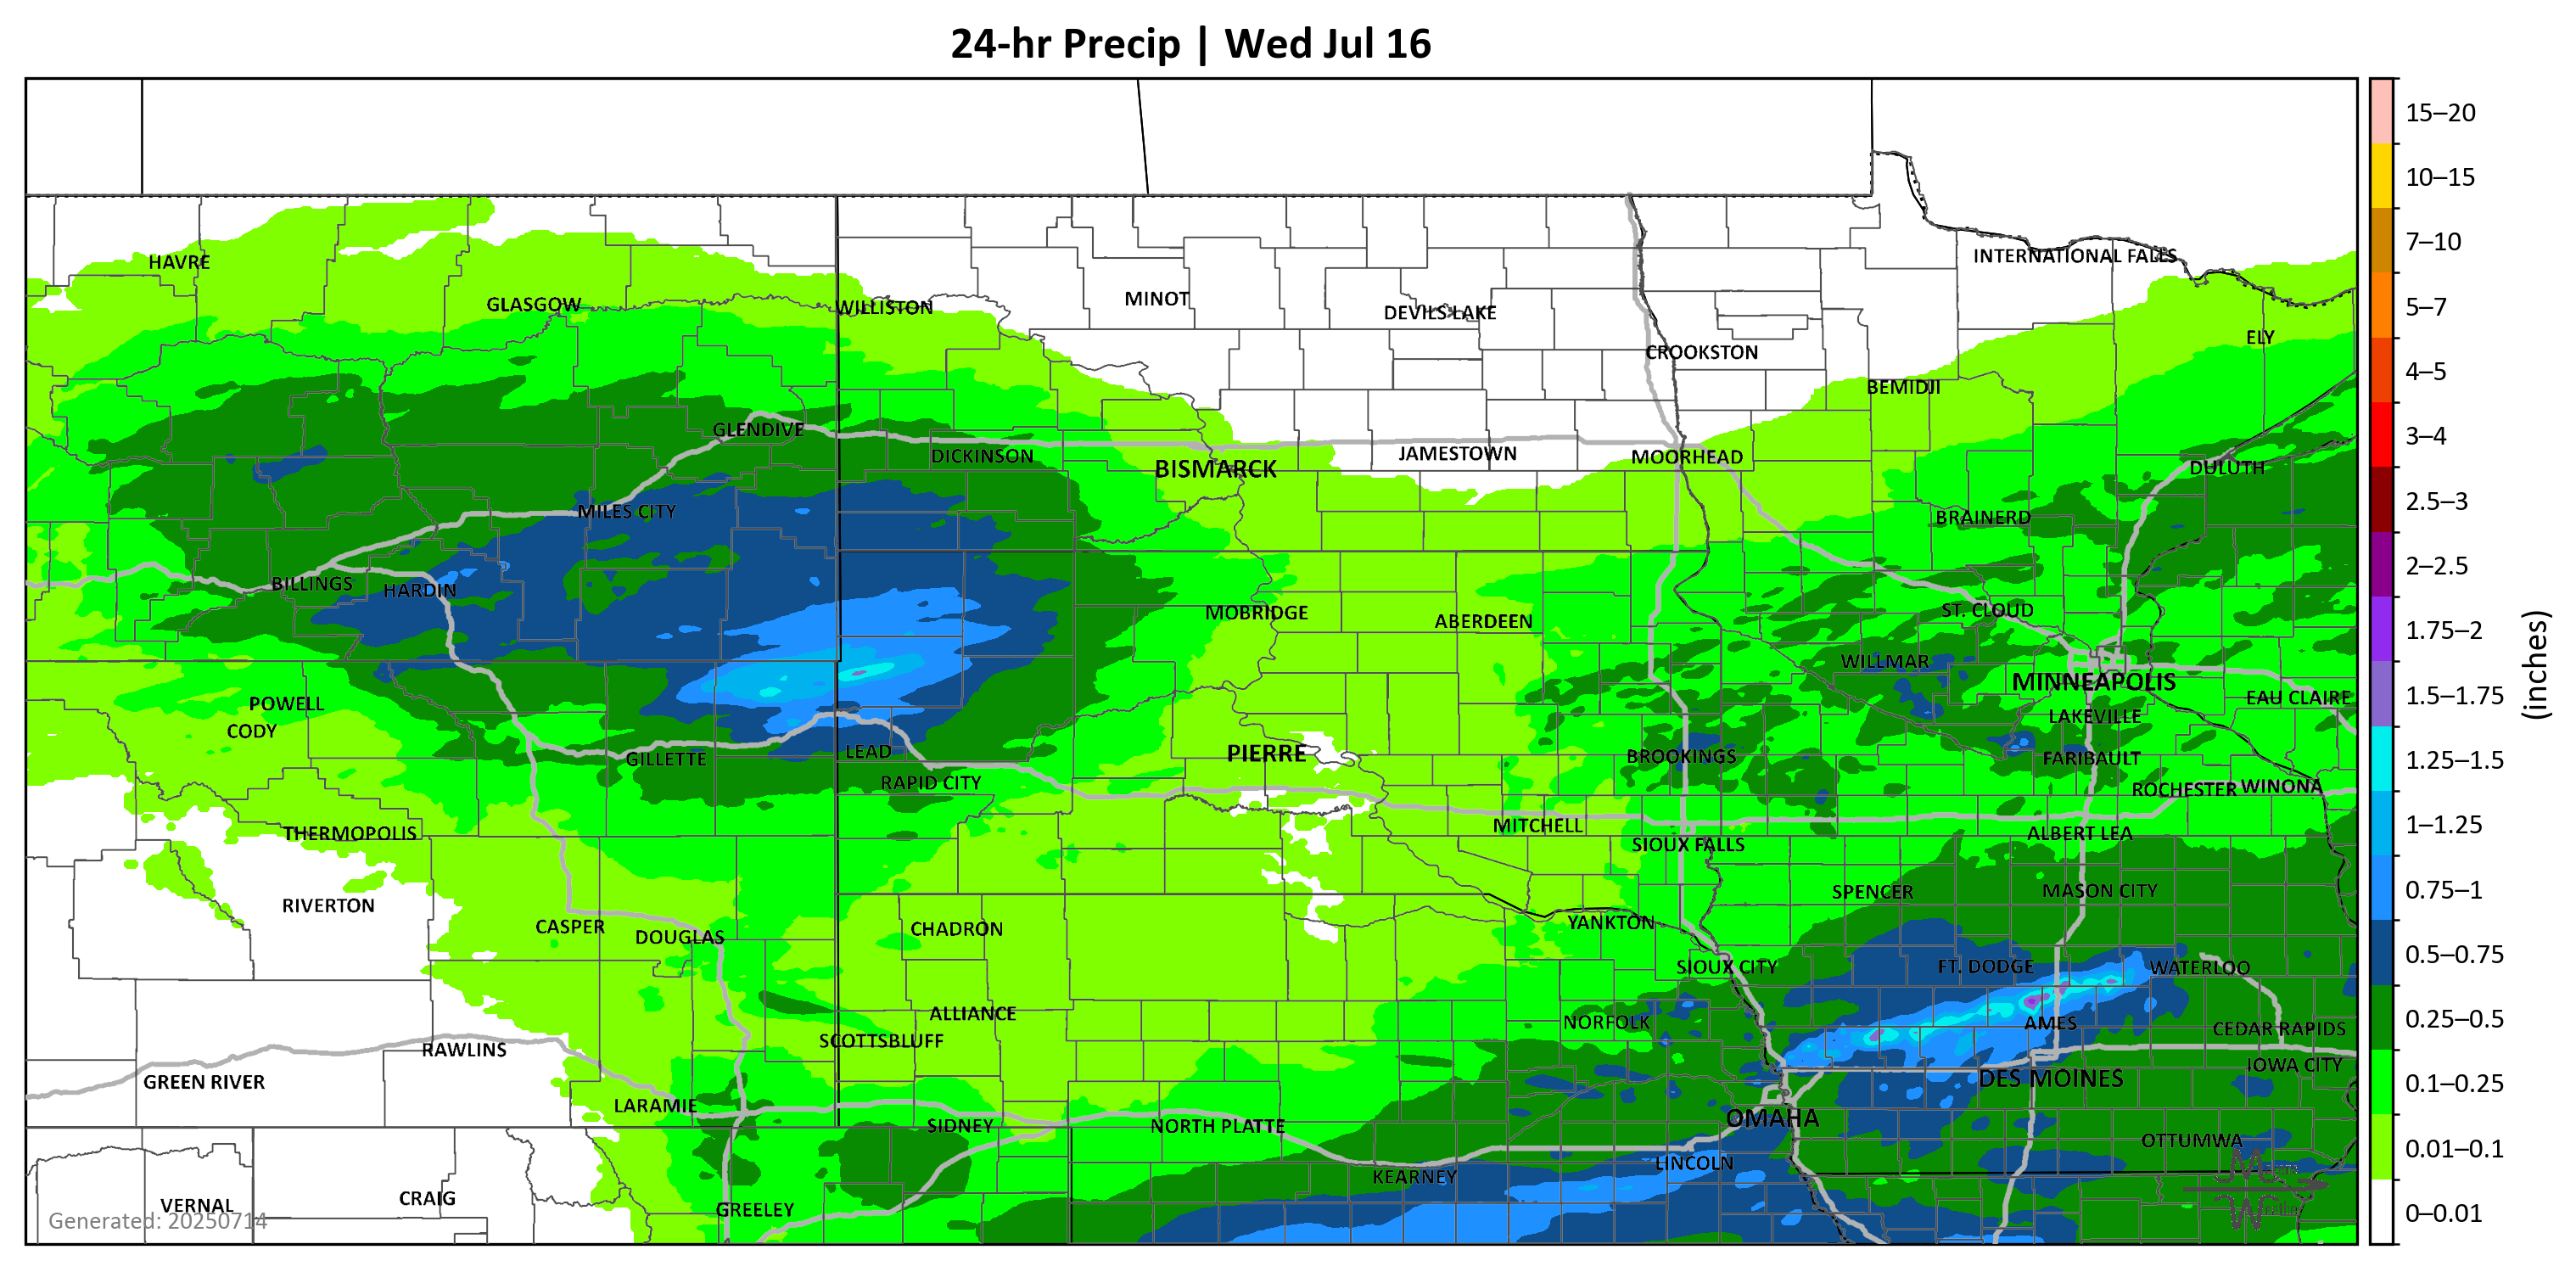 24-hr Precip | Wed Jul 16
INTERNATIONAL FALLS
HAVRE
GLASGOW
WILLISTON
MINOT
DEVILS LAKE
ELY
CROOKSTON
BEMIDJI
GLENDIVE
DICKINSON
BISMARCK
JAMESTOWN
MOORHEAD
DULUTH
MILES CITY
BRAINERD
BILLINGS
HARDIN
MOBRIDGE
ABERDEEN
ST. CLOUD
WILLMAR
MINNEAPOLIS
EAU CLAIRE
POWELL
CODY
LAKEVILLE
GILLETTE
LEAD
PIERRE
BROOKINGS
FARIBAULT
RAPID CITY
ROCHESTER
WINONA
THERMOPOLIS
MITCHELL
ALBERT LEA
SIOUX FALLS
RIVERTON
SPENCER
MASON CITY
CASPER
DOUGLAS
CHADRON
YANKTON
SIOUX CITY
FT. DODGE
WATERLOO
ALLIANCE
NORFOLK
AMES
CEDAR RAPIDS
SCOTTSBLUFF
RAWLINS
IOWA CITY
GREEN RIVER
DES MOINES
LARAMIE
SIDNEY
NORTH PLATTE
OMAHA
OTTUMWA
KEARNEY
LINCOLN
VERNAL
CRAIG
GREELEY
Generated: 20250714
15–20
10–15
7–10
5–7
4–5
3–4
2.5–3
2–2.5
1.75–2
1.5–1.75
1.25–1.5
1–1.25
0.75–1
0.5–0.75
0.25–0.5
0.1–0.25
0.01–0.1
0–0.01
(inches)